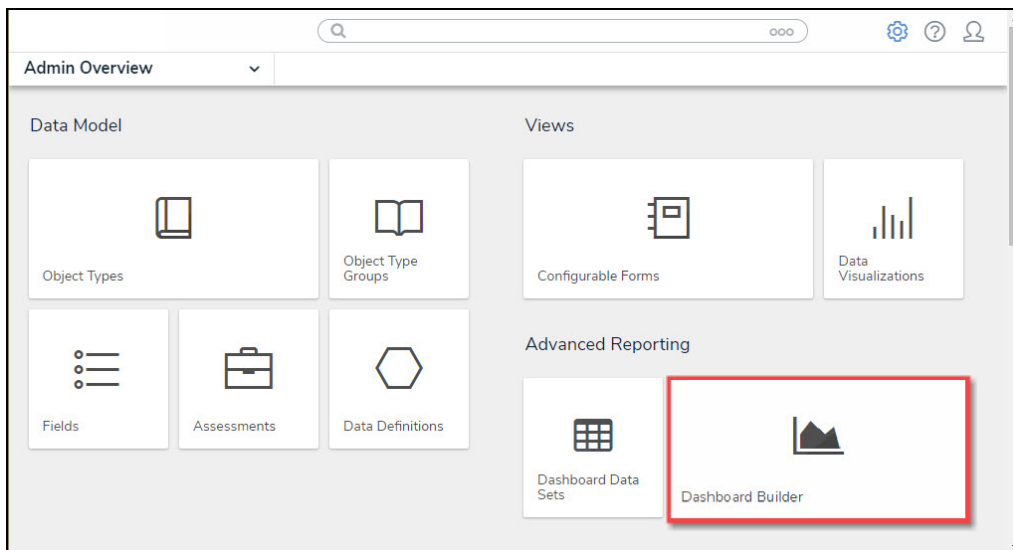 ooo
Admin Overview
Data Model
Views
Object Types
Object Type
Groups
Configurable Forms
Data
Visualizations
Fields
Assessments
Data Definitions
Advanced Reporting
Dashboard Data
Sets
Dashboard Builder